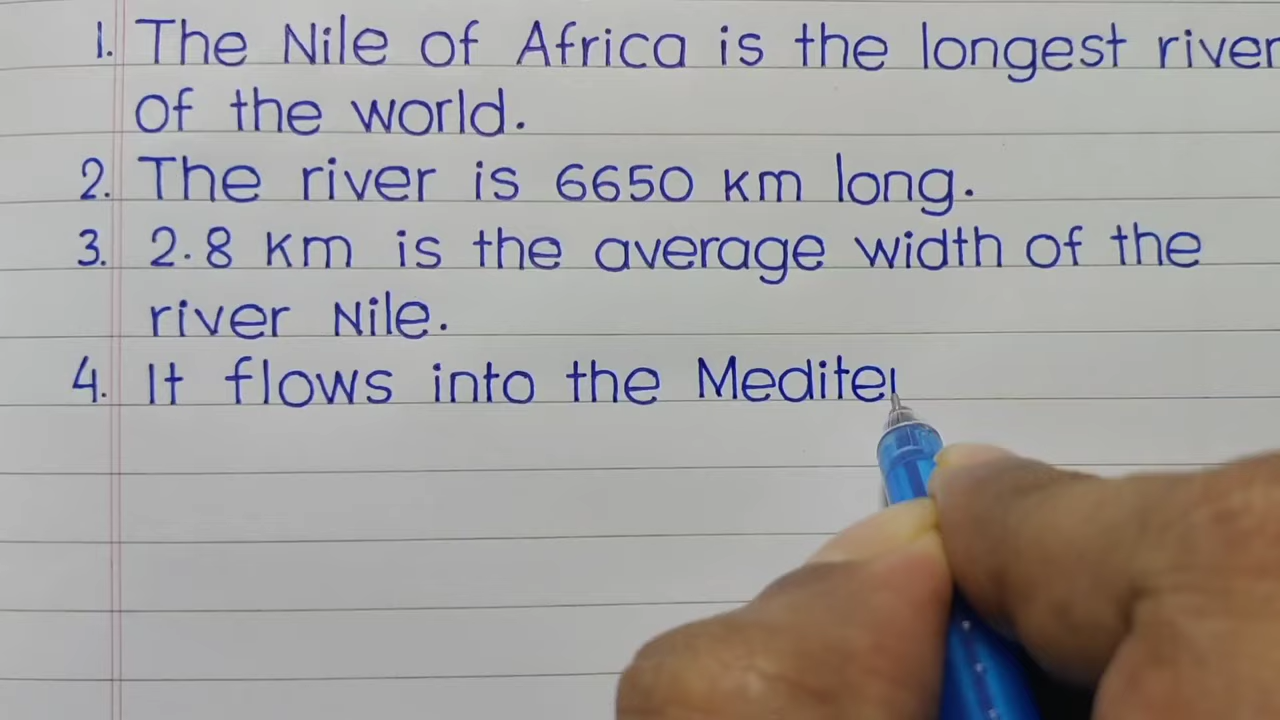 1. The Nile of Africa is the longest river
of the world.
2. The river is 6650 km long.
3. 2.8 km is the average width of the
river Nile.
4. It flows into the Mediter